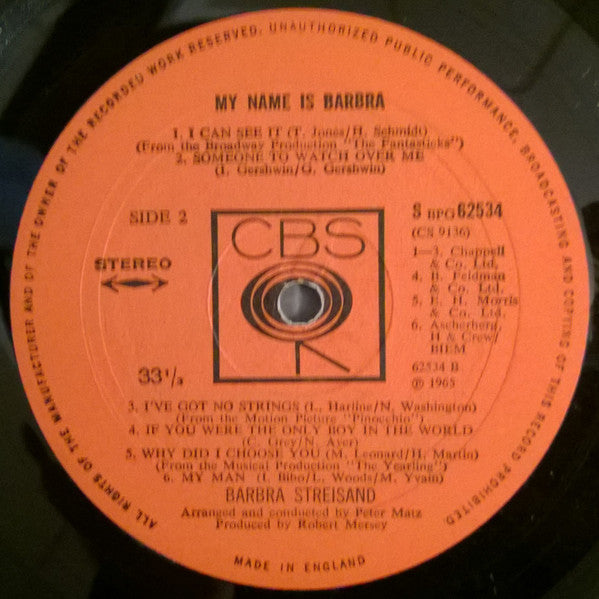 ALL RIGHTS OF THE MANUFACTURER AND OF THE OWNER OF THE RECORDED WORK RESERVED. UNAUTHORIZED PUBLIC PERFORMANCE, BROADCASTING AND COPYING OF THIS RECORD PROHIBITED.
MY NAME IS BARBRA
1. I CAN SEE IT (T. Jones/H. Schmidt)
(From the Broadway Production "The Fantasticks")
2. SOMEONE TO WATCH OVER ME
(I. Gershwin/G. Gershwin)
SIDE 2
STEREO
33 1/3
CBS
S BPG 62534
(CS 9136)
1—3. Chappell
& Co. Ltd.
4. B. Feldman
& Co. Ltd.
5. E. H. Morris
& Co. Ltd.
6. Ascherberg,
H & Crew/
BIEM
62534 B
℗ 1965
3. I'VE GOT NO STRINGS (L. Harline/N. Washington)
(From the Motion Picture "Pinocchio")
4. IF YOU WERE THE ONLY BOY IN THE WORLD
(C. Grey/N. Ayer)
5. WHY DID I CHOOSE YOU (M. Leonard/H. Martin)
(From the Musical Production "The Yearling")
6. MY MAN (I. Bibo/L. Woods/M. Yvain)
BARBRA STREISAND
Arranged and conducted by Peter Matz
Produced by Robert Mersey
MADE IN ENGLAND